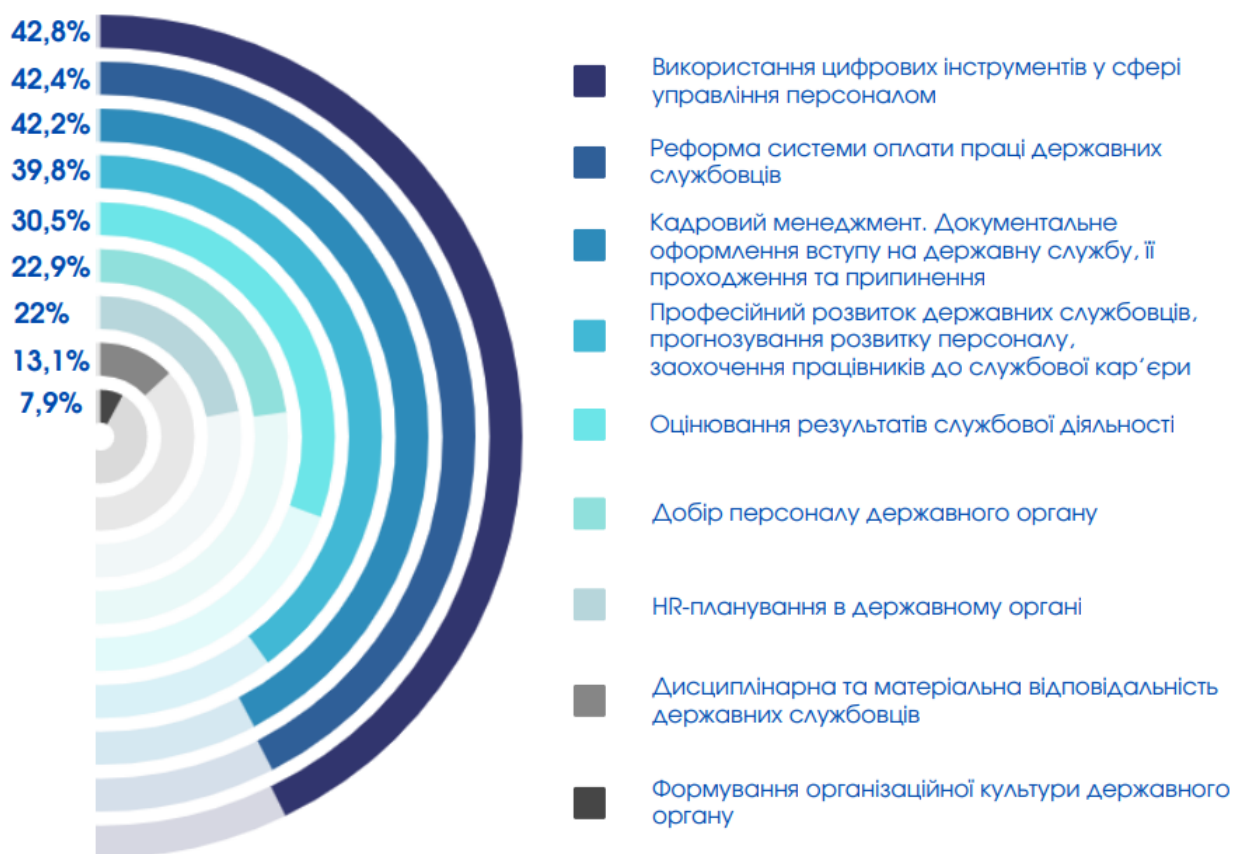 42,8%
42,4%
42,2%
39,8%
30,5%
22,9%
22%
13,1%
7,9%
Використання цифрових інструментів у сфері
управління персоналом
Реформа системи оплати праці державних
службовців
Кадровий менеджмент. Документальне
оформлення вступу на державну службу, її
проходження та припинення
Професійний розвиток державних службовців,
прогнозування розвитку персоналу,
заохочення працівників до службової кар’єри
Оцінювання результатів службової діяльності
Добір персоналу державного органу
HR-планування в державному органі
Дисциплінарна та матеріальна відповідальність
державних службовців
Формування організаційної культури державного
органу